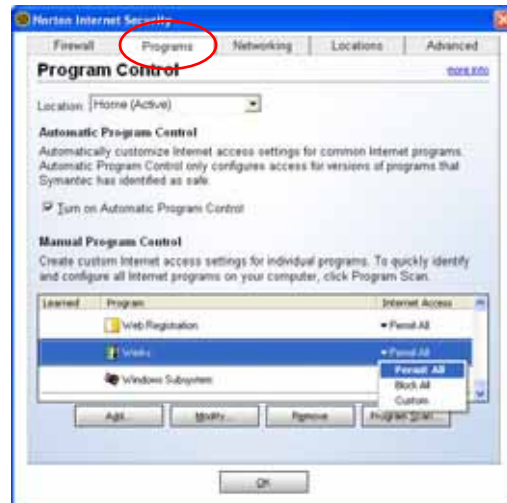 Norton Internet Security
Firewall Programs Networking Locations Advanced
Program Control
more info
Location: Home (Active)
Automatic Program Control
Automatically customize Internet access settings for common Internet programs.
Automatic Program Control only configures access for versions of programs that
Symantec has identified as safe.
Turn on Automatic Program Control
Manual Program Control
Create custom Internet access settings for individual programs. To quickly identify
and configure all Internet programs on your computer, click Program Scan.
Learned Program Internet Access
Web Registration Permit All
Works Permit All
Permit All
Windows Subsystem
Block All
Custom
Add... Modify... Remove Program Scan...
OK